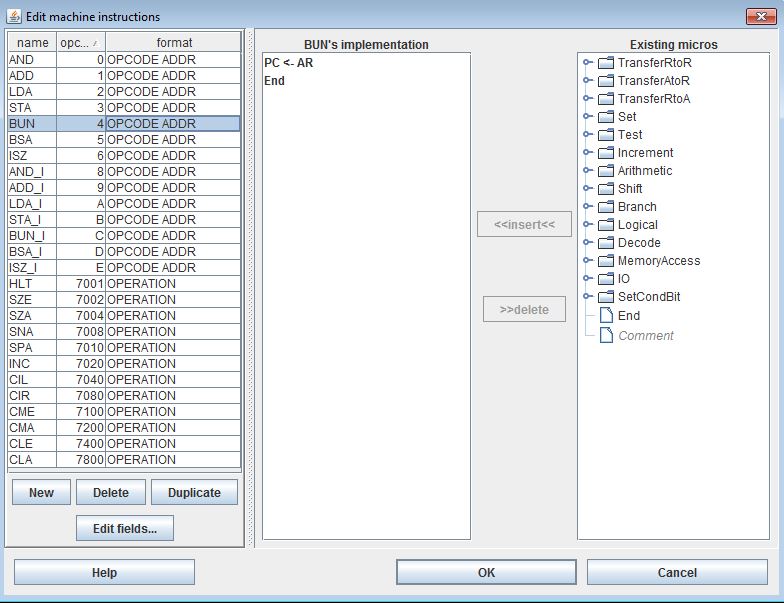 Edit machine instructions
name opc... format
AND 0 OPCODE ADDR
ADD 1 OPCODE ADDR
LDA 2 OPCODE ADDR
STA 3 OPCODE ADDR
BUN 4 OPCODE ADDR
BSA 5 OPCODE ADDR
ISZ 6 OPCODE ADDR
AND_I 8 OPCODE ADDR
ADD_I 9 OPCODE ADDR
LDA_I A OPCODE ADDR
STA_I B OPCODE ADDR
BUN_I C OPCODE ADDR
BSA_I D OPCODE ADDR
ISZ_I E OPCODE ADDR
HLT 7001 OPERATION
SZE 7002 OPERATION
SZA 7004 OPERATION
SNA 7008 OPERATION
SPA 7010 OPERATION
INC 7020 OPERATION
CIL 7040 OPERATION
CIR 7080 OPERATION
CME 7100 OPERATION
CMA 7200 OPERATION
CLE 7400 OPERATION
CLA 7800 OPERATION
New Delete Duplicate
Edit fields...
BUN's implementation
PC <- AR
End
<<insert<<
>>delete
Existing micros
TransferRtoR
TransferAtoR
TransferRtoA
Set
Test
Increment
Arithmetic
Shift
Branch
Logical
Decode
MemoryAccess
IO
SetCondBit
End
Comment
Help OK Cancel